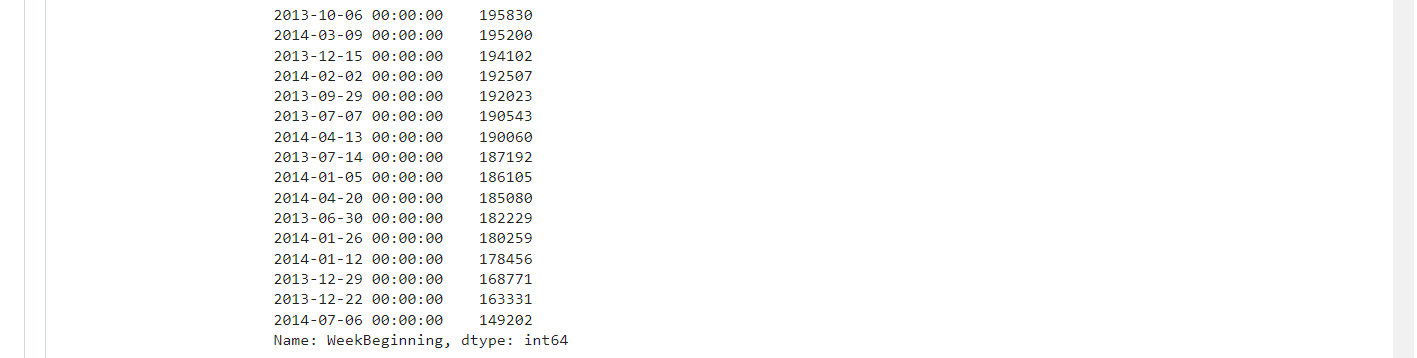 2013-10-06 00:00:00    195830
2014-03-09 00:00:00    195200
2013-12-15 00:00:00    194102
2014-02-02 00:00:00    192507
2013-09-29 00:00:00    192023
2013-07-07 00:00:00    190543
2014-04-13 00:00:00    190060
2013-07-14 00:00:00    187192
2014-01-05 00:00:00    186105
2014-04-20 00:00:00    185080
2013-06-30 00:00:00    182229
2014-01-26 00:00:00    180259
2014-01-12 00:00:00    178456
2013-12-29 00:00:00    168771
2013-12-22 00:00:00    163331
2014-07-06 00:00:00    149202
Name: WeekBeginning, dtype: int64